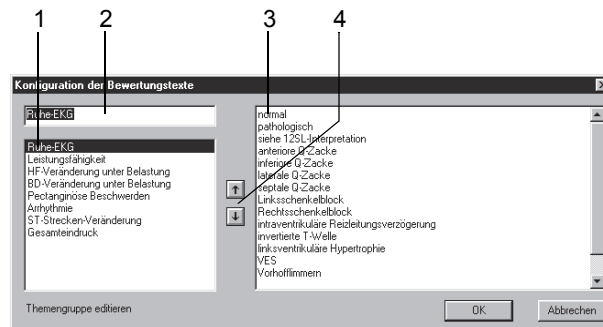 1 2 3 4
Konfiguration der Bewertungstexte
Ruhe-EKG
Ruhe-EKG
Leistungsfähigkeit
HF-Veränderung unter Belastung
BD-Veränderung unter Belastung
Pectanginöse Beschwerden
Arrhythmie
ST-Strecken-Veränderung
Gesamteindruck
normal
pathologisch
siehe 12SL-Interpretation
anteriore Q-Zacke
inferiore Q-Zacke
laterale Q-Zacke
septale Q-Zacke
Linksschenkelblock
Rechtsschenkelblock
intraventrikuläre Reizleitungsverzögerung
invertierte T-Welle
linksventrikuläre Hypertrophie
VES
Vorhofflimmern
Themengruppe editieren
OK
Abbrechen